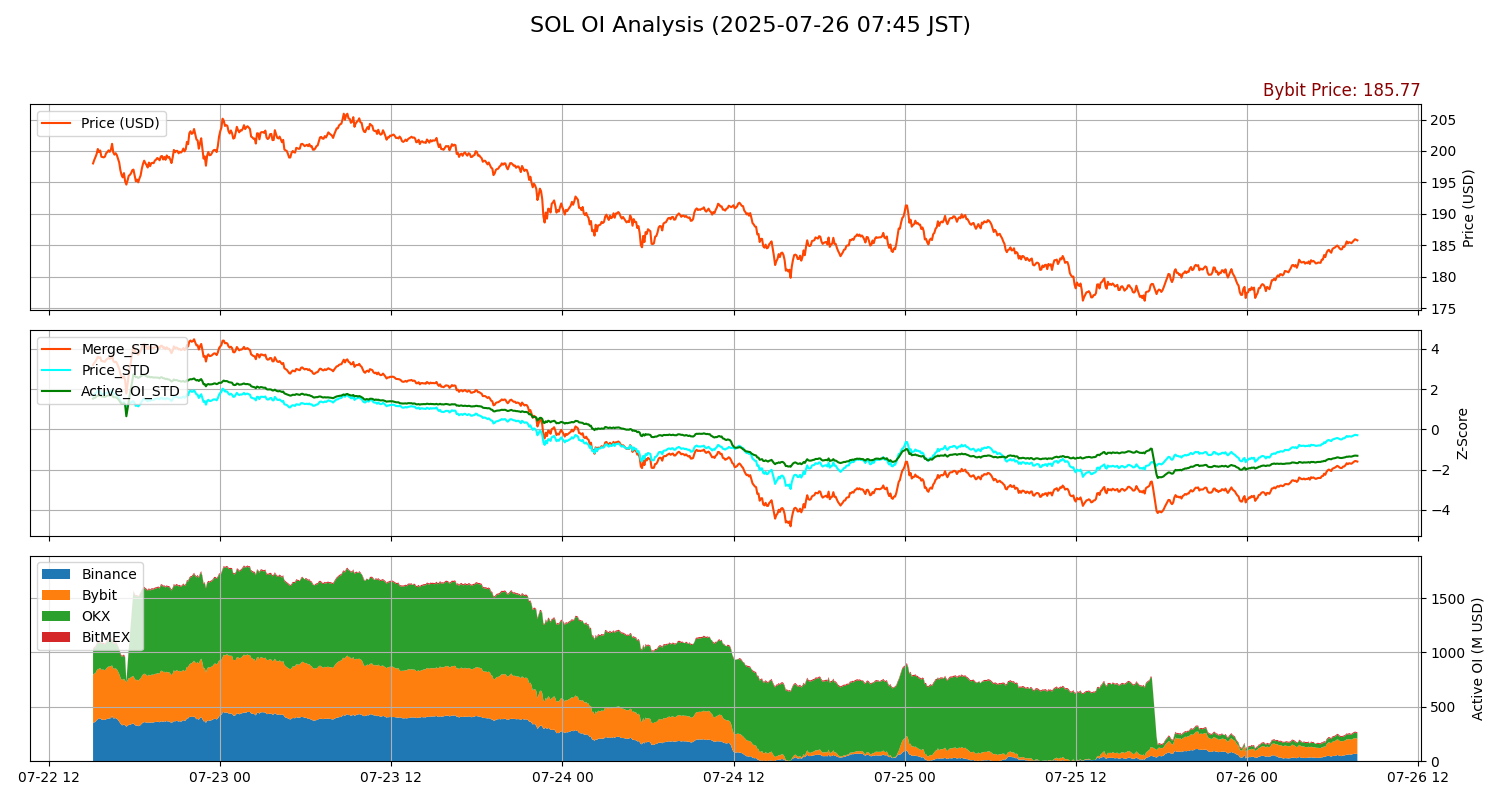 SOL OI Analysis (2025-07-26 07:45 JST)
Bybit Price: 185.77
Price (USD)
205
200
195
190
185
180
175
Price (USD)
Merge_STD
Price_STD
Active_OI_STD
4
2
0
−2
−4
Z-Score
Binance
Bybit
OKX
BitMEX
1500
1000
500
0
Active OI (M USD)
07-22 12
07-23 00
07-23 12
07-24 00
07-24 12
07-25 00
07-25 12
07-26 00
07-26 12